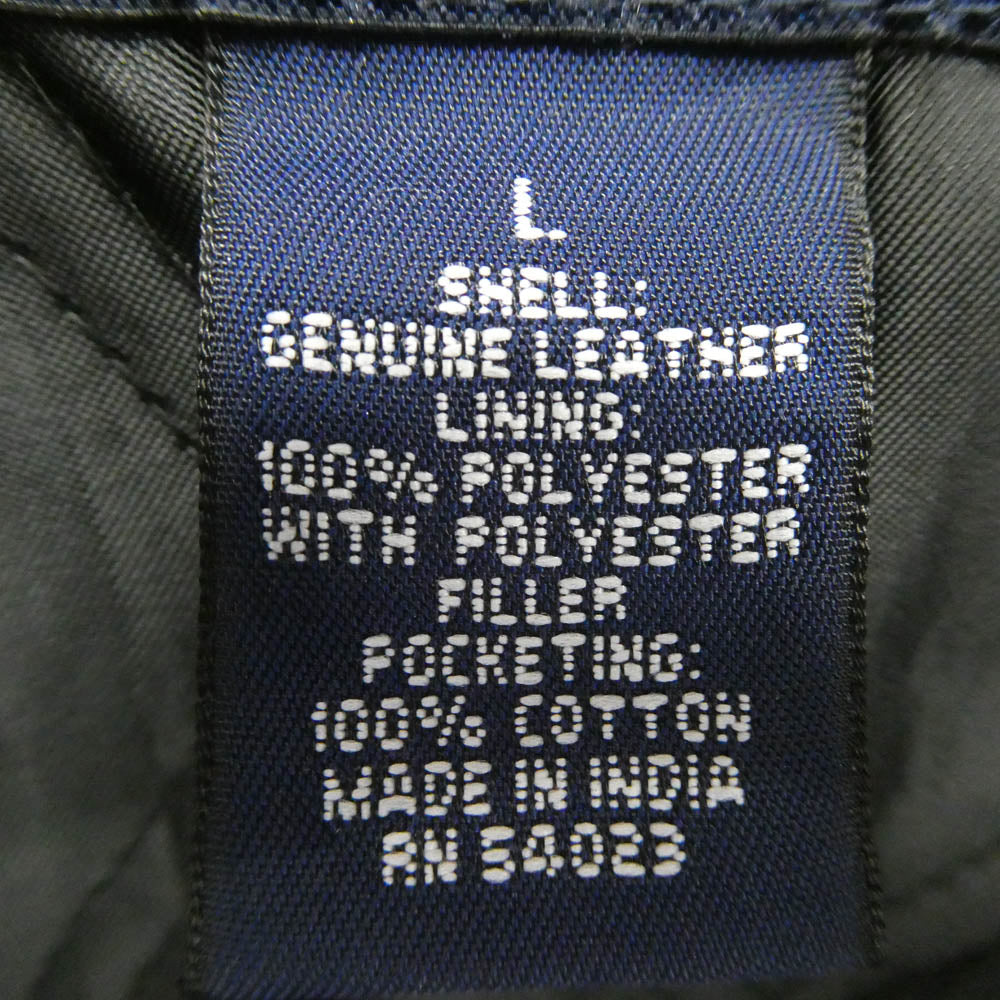 L
SHELL:
GENUINE LEATHER
LINING:
100% POLYESTER
WITH POLYESTER
FILLER
POCKETING:
100% COTTON
MADE IN INDIA
RN 54023